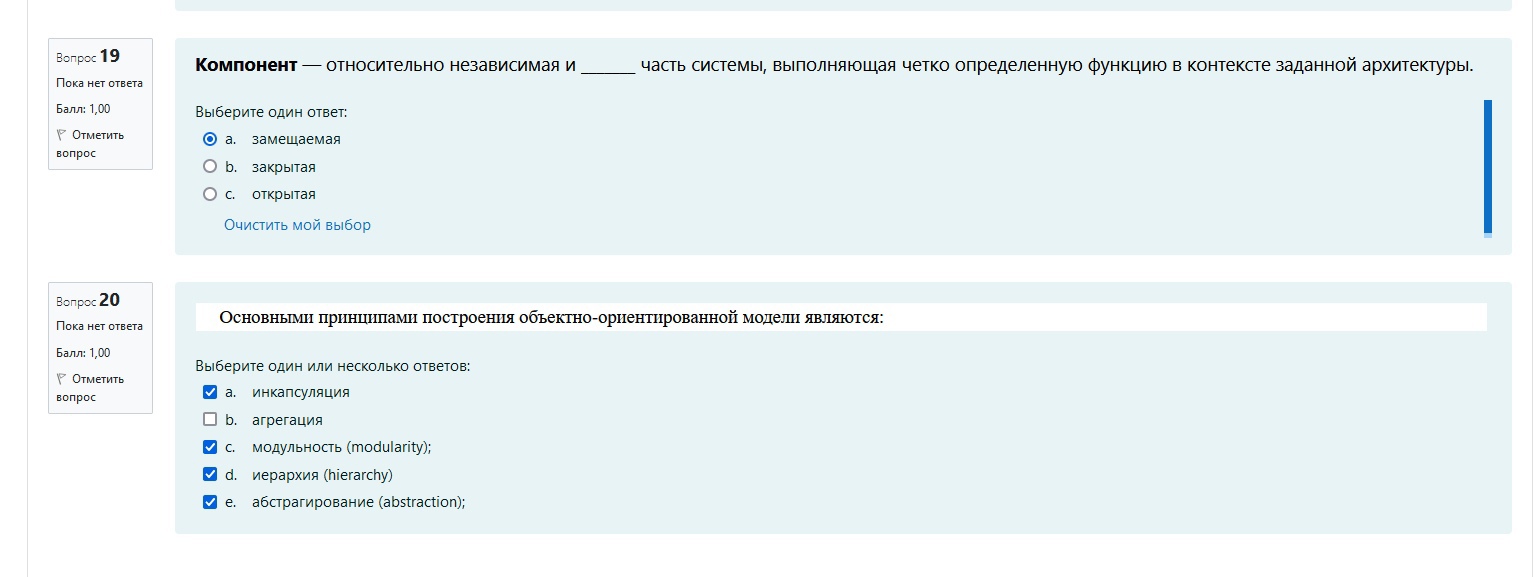 Вопрос 19
Пока нет ответа
Балл: 1,00
Отметить
вопрос
Компонент — относительно независимая и ______ часть системы, выполняющая четко определенную функцию в контексте заданной архитектуры.
Выберите один ответ:
a. замещаемая
b. закрытая
c. открытая
Очистить мой выбор
Вопрос 20
Пока нет ответа
Балл: 1,00
Отметить
вопрос
Основными принципами построения объектно-ориентированной модели являются:
Выберите один или несколько ответов:
a. инкапсуляция
b. агрегация
c. модульность (modularity);
d. иерархия (hierarchy)
e. абстрагирование (abstraction);